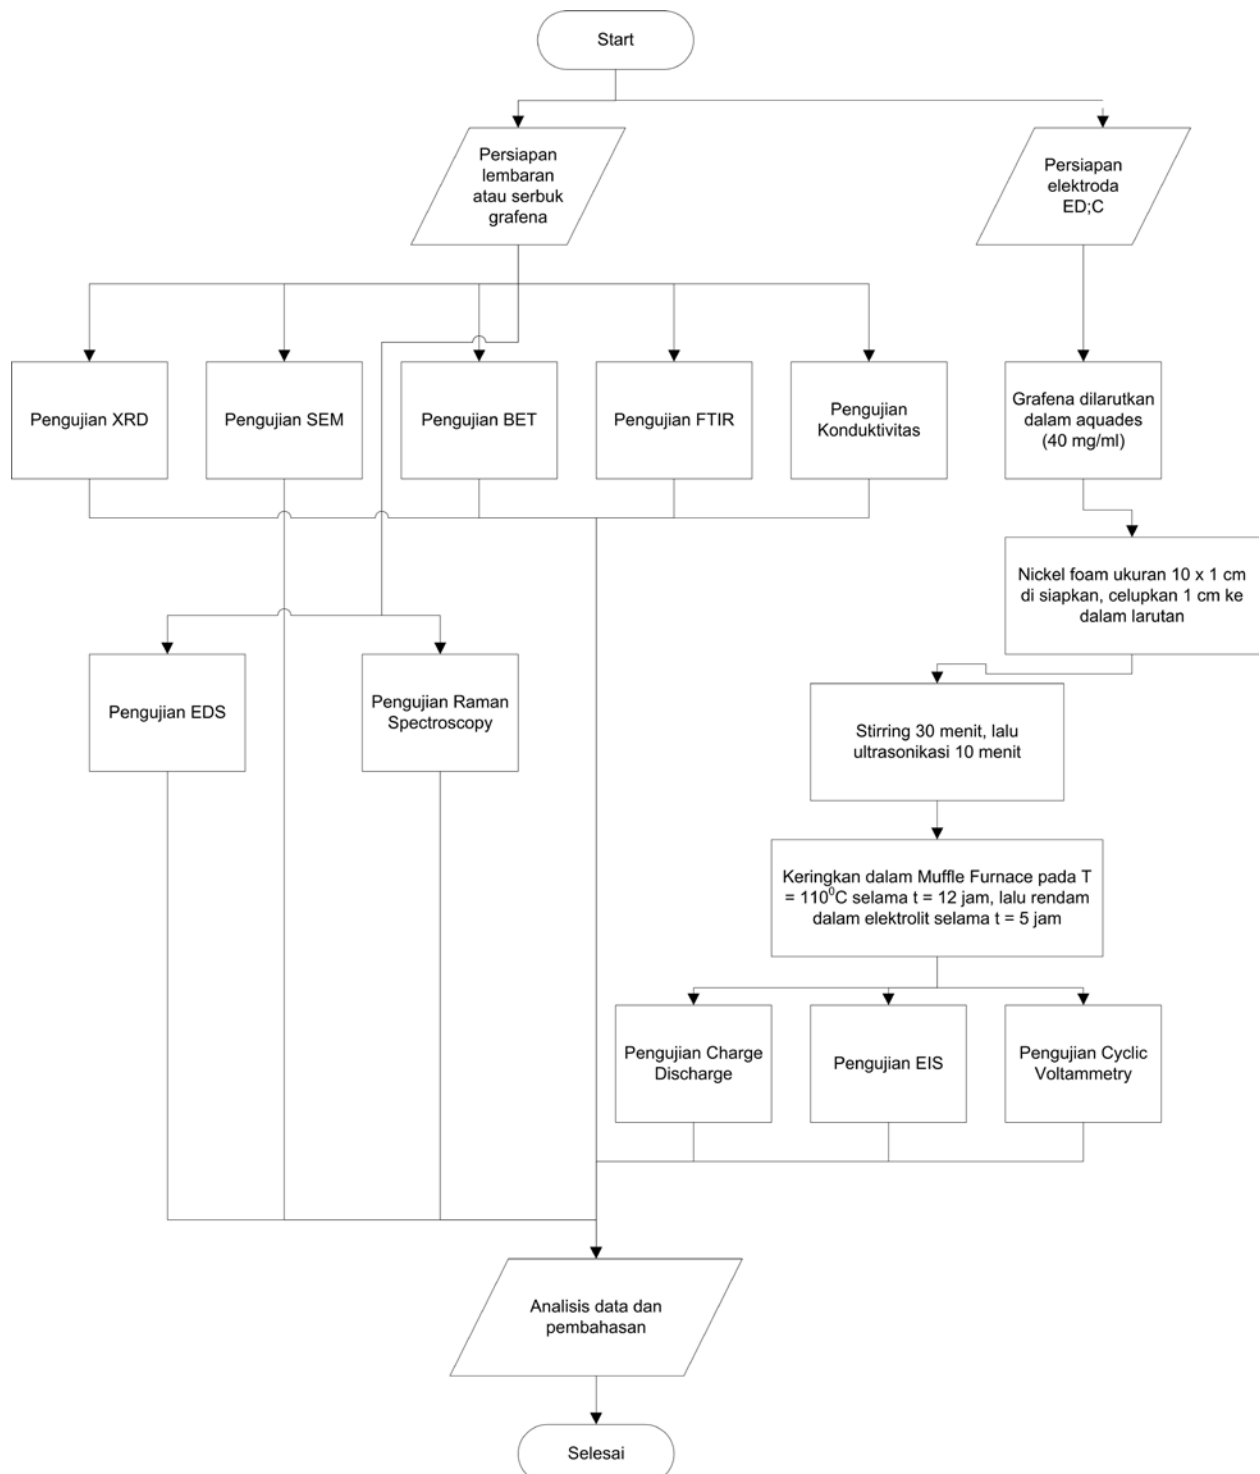 Start
Persiapan
lembaran
atau serbuk
grafena
Persiapan
elektroda
ED;C
Pengujian XRD
Pengujian SEM
Pengujian BET
Pengujian FTIR
Pengujian
Konduktivitas
Grafena dilarutkan
dalam aquades
(40 mg/ml)
Nickel foam ukuran 10 x 1 cm
di siapkan, celupkan 1 cm ke
dalam larutan
Pengujian EDS
Pengujian Raman
Spectroscopy
Stirring 30 menit, lalu
ultrasonikasi 10 menit
Keringkan dalam Muffle Furnace pada T
= 110⁰C selama t = 12 jam, lalu rendam
dalam elektrolit selama t = 5 jam
Pengujian Charge
Discharge
Pengujian EIS
Pengujian Cyclic
Voltammetry
Analisis data dan
pembahasan
Selesai